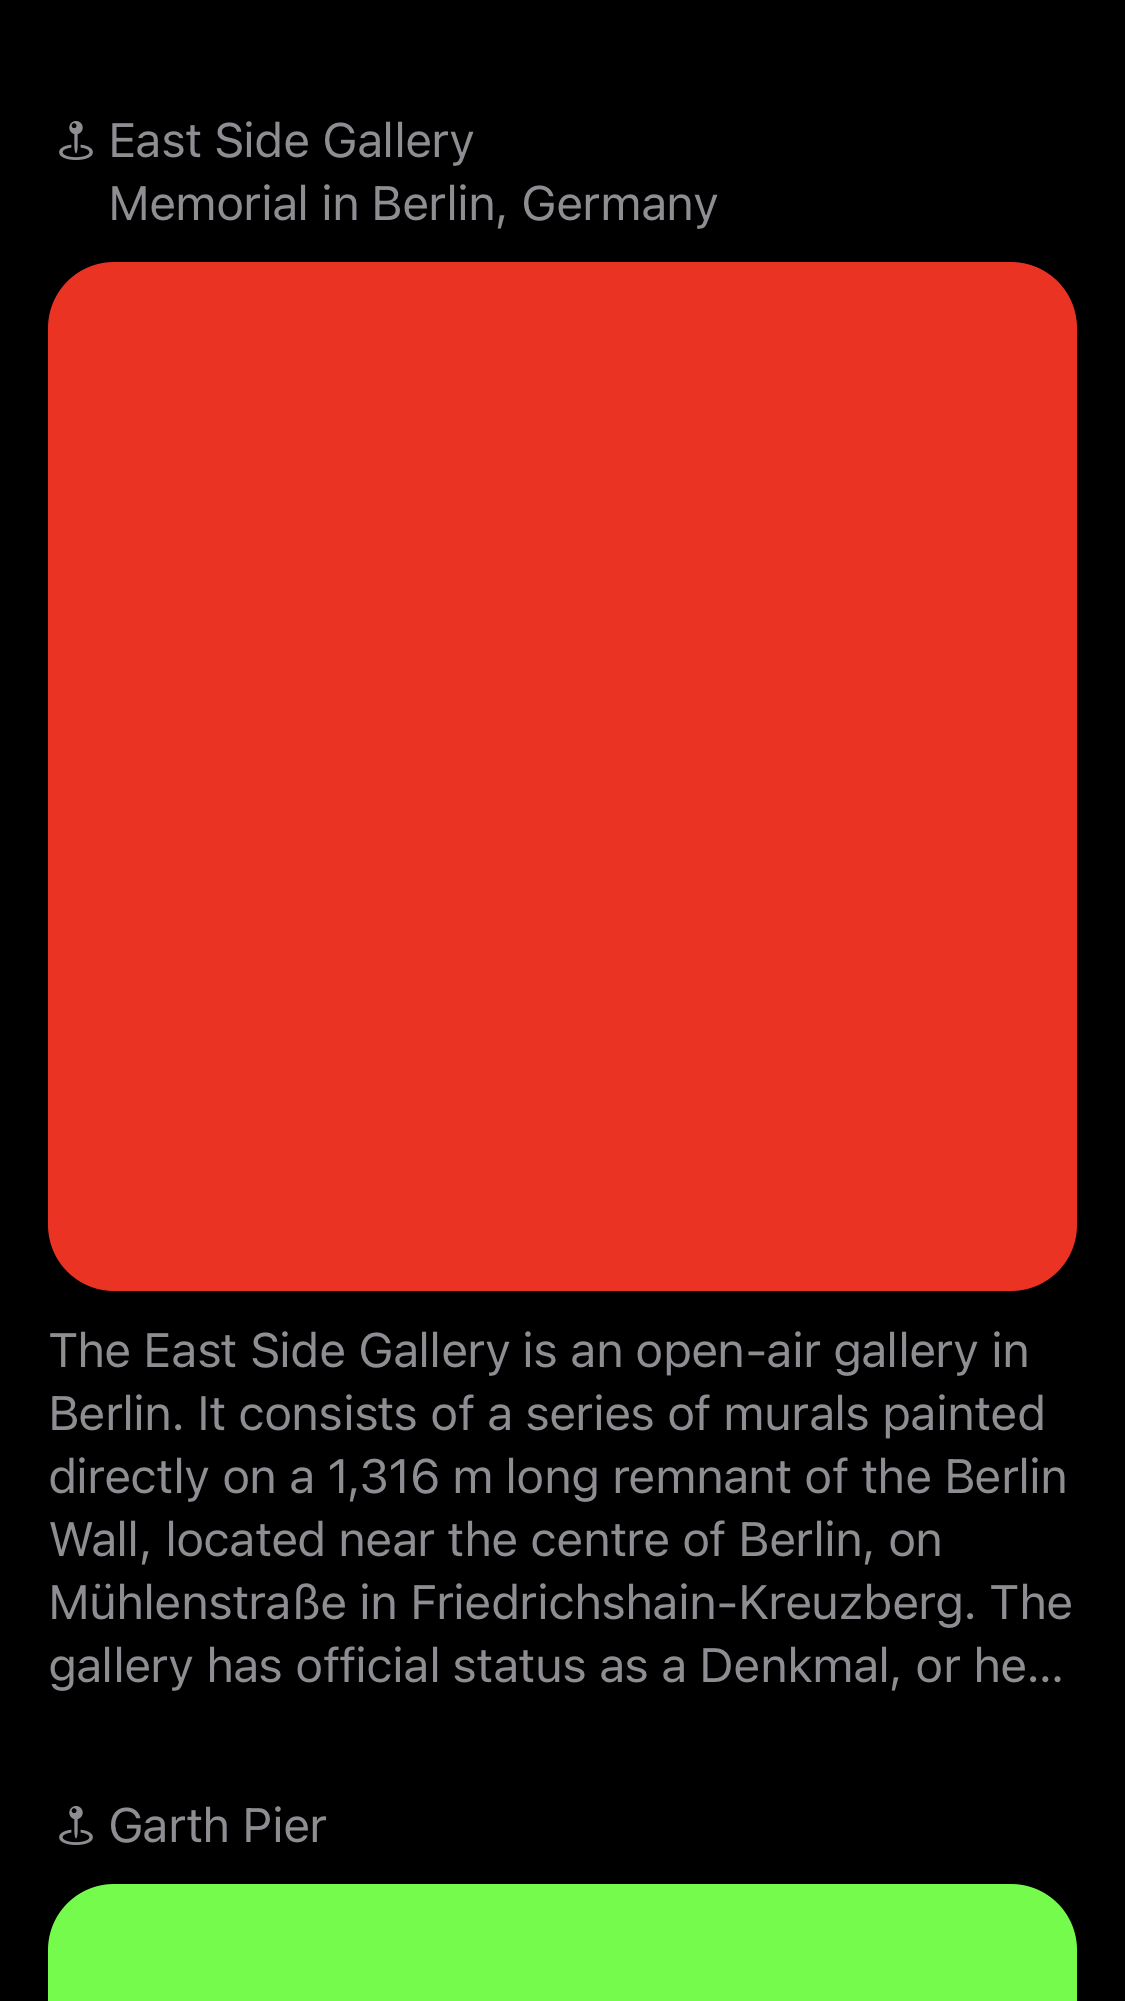 East Side Gallery
Memorial in Berlin, Germany
The East Side Gallery is an open-air gallery in
Berlin. It consists of a series of murals painted
directly on a 1,316 m long remnant of the Berlin
Wall, located near the centre of Berlin, on
Mühlenstraße in Friedrichshain-Kreuzberg. The
gallery has official status as a Denkmal, or he...
Garth Pier